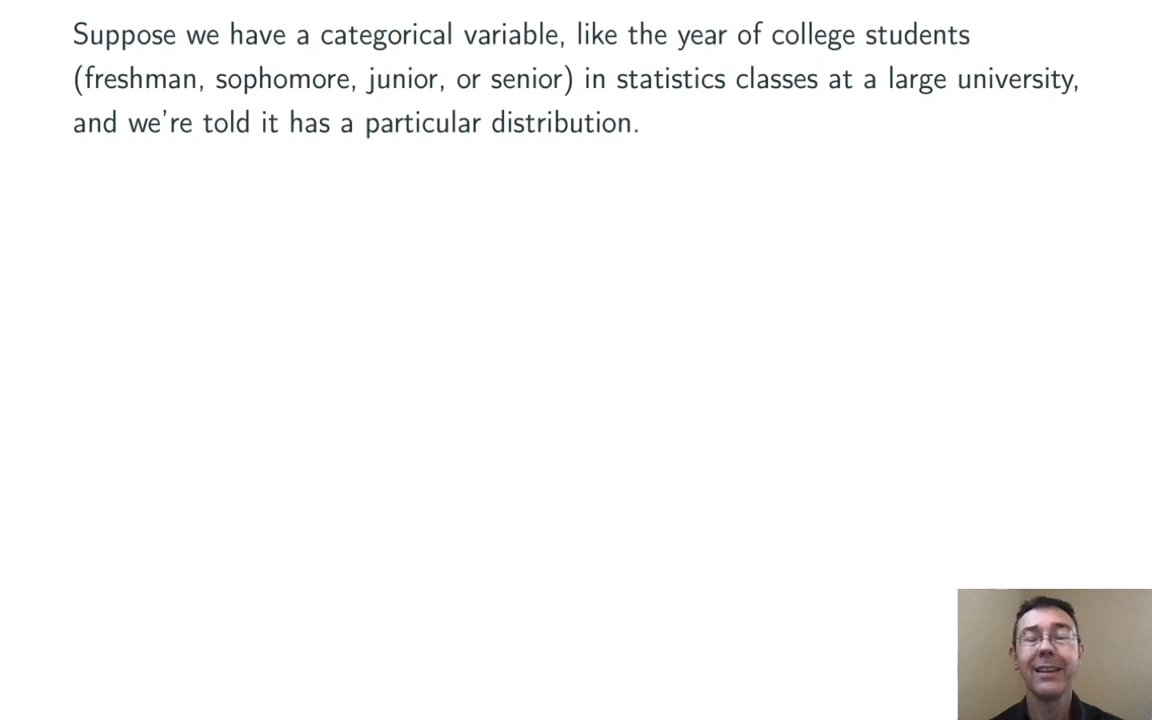 Suppose we have a categorical variable, like the year of college students
(freshman, sophomore, junior, or senior) in statistics classes at a large university,
and we're told it has a particular distribution.